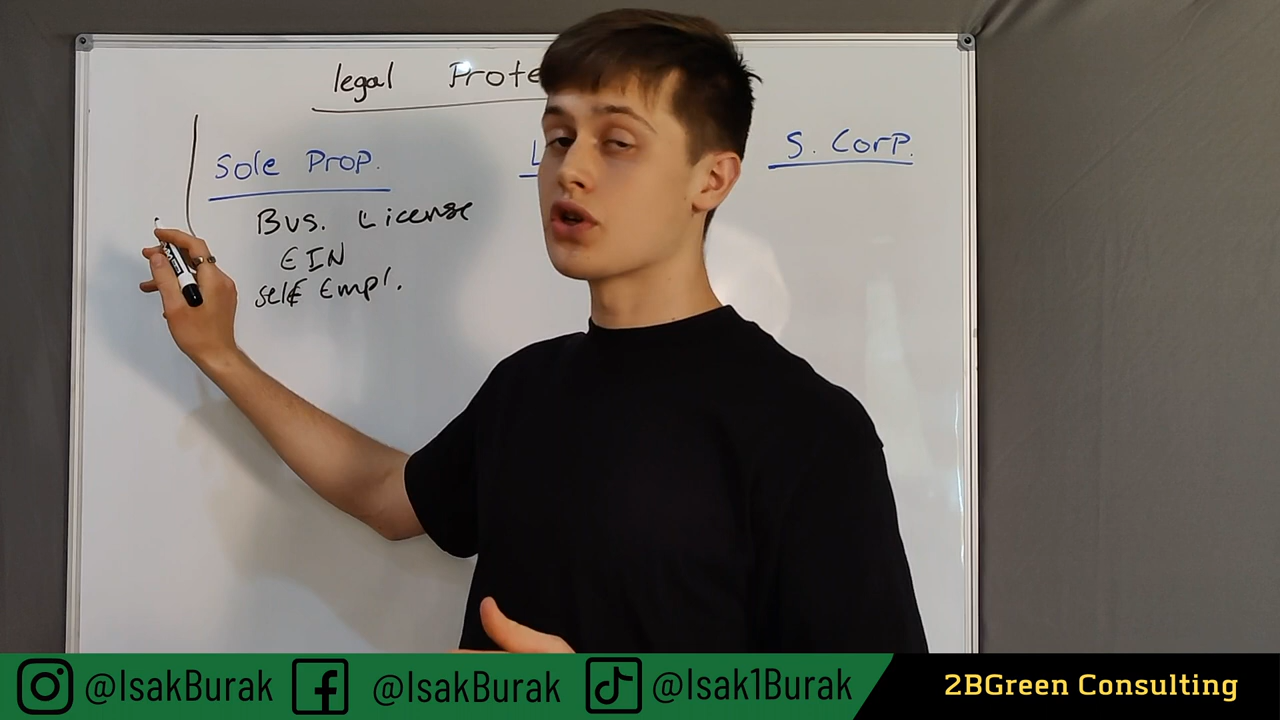 legal Prote
Sole Prop.
L
S. Corp.
Bus. License
EIN
self Empl.
@IsakBurak
@IsakBurak
@Isak1Burak
2BGreen Consulting